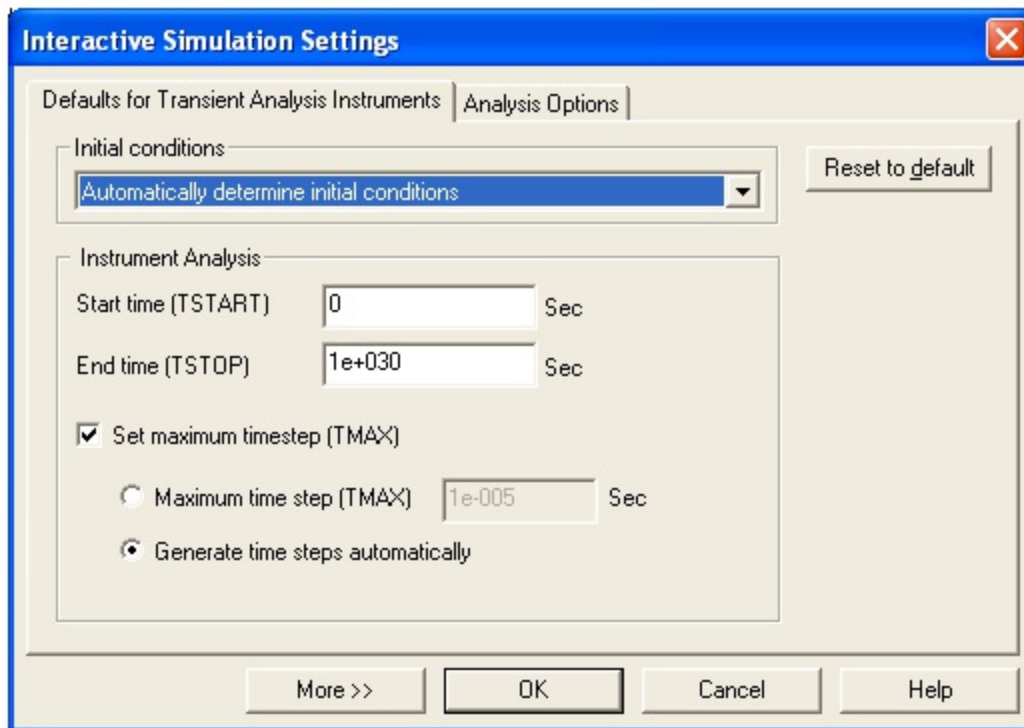 Interactive Simulation Settings
Defaults for Transient Analysis Instruments
Analysis Options
Initial conditions
Automatically determine initial conditions
Reset to default
Instrument Analysis
Start time (TSTART) 0 Sec
End time (TSTOP) 1e+030 Sec
Set maximum timestep (TMAX)
Maximum time step (TMAX) 1e-005 Sec
Generate time steps automatically
More >> OK Cancel Help